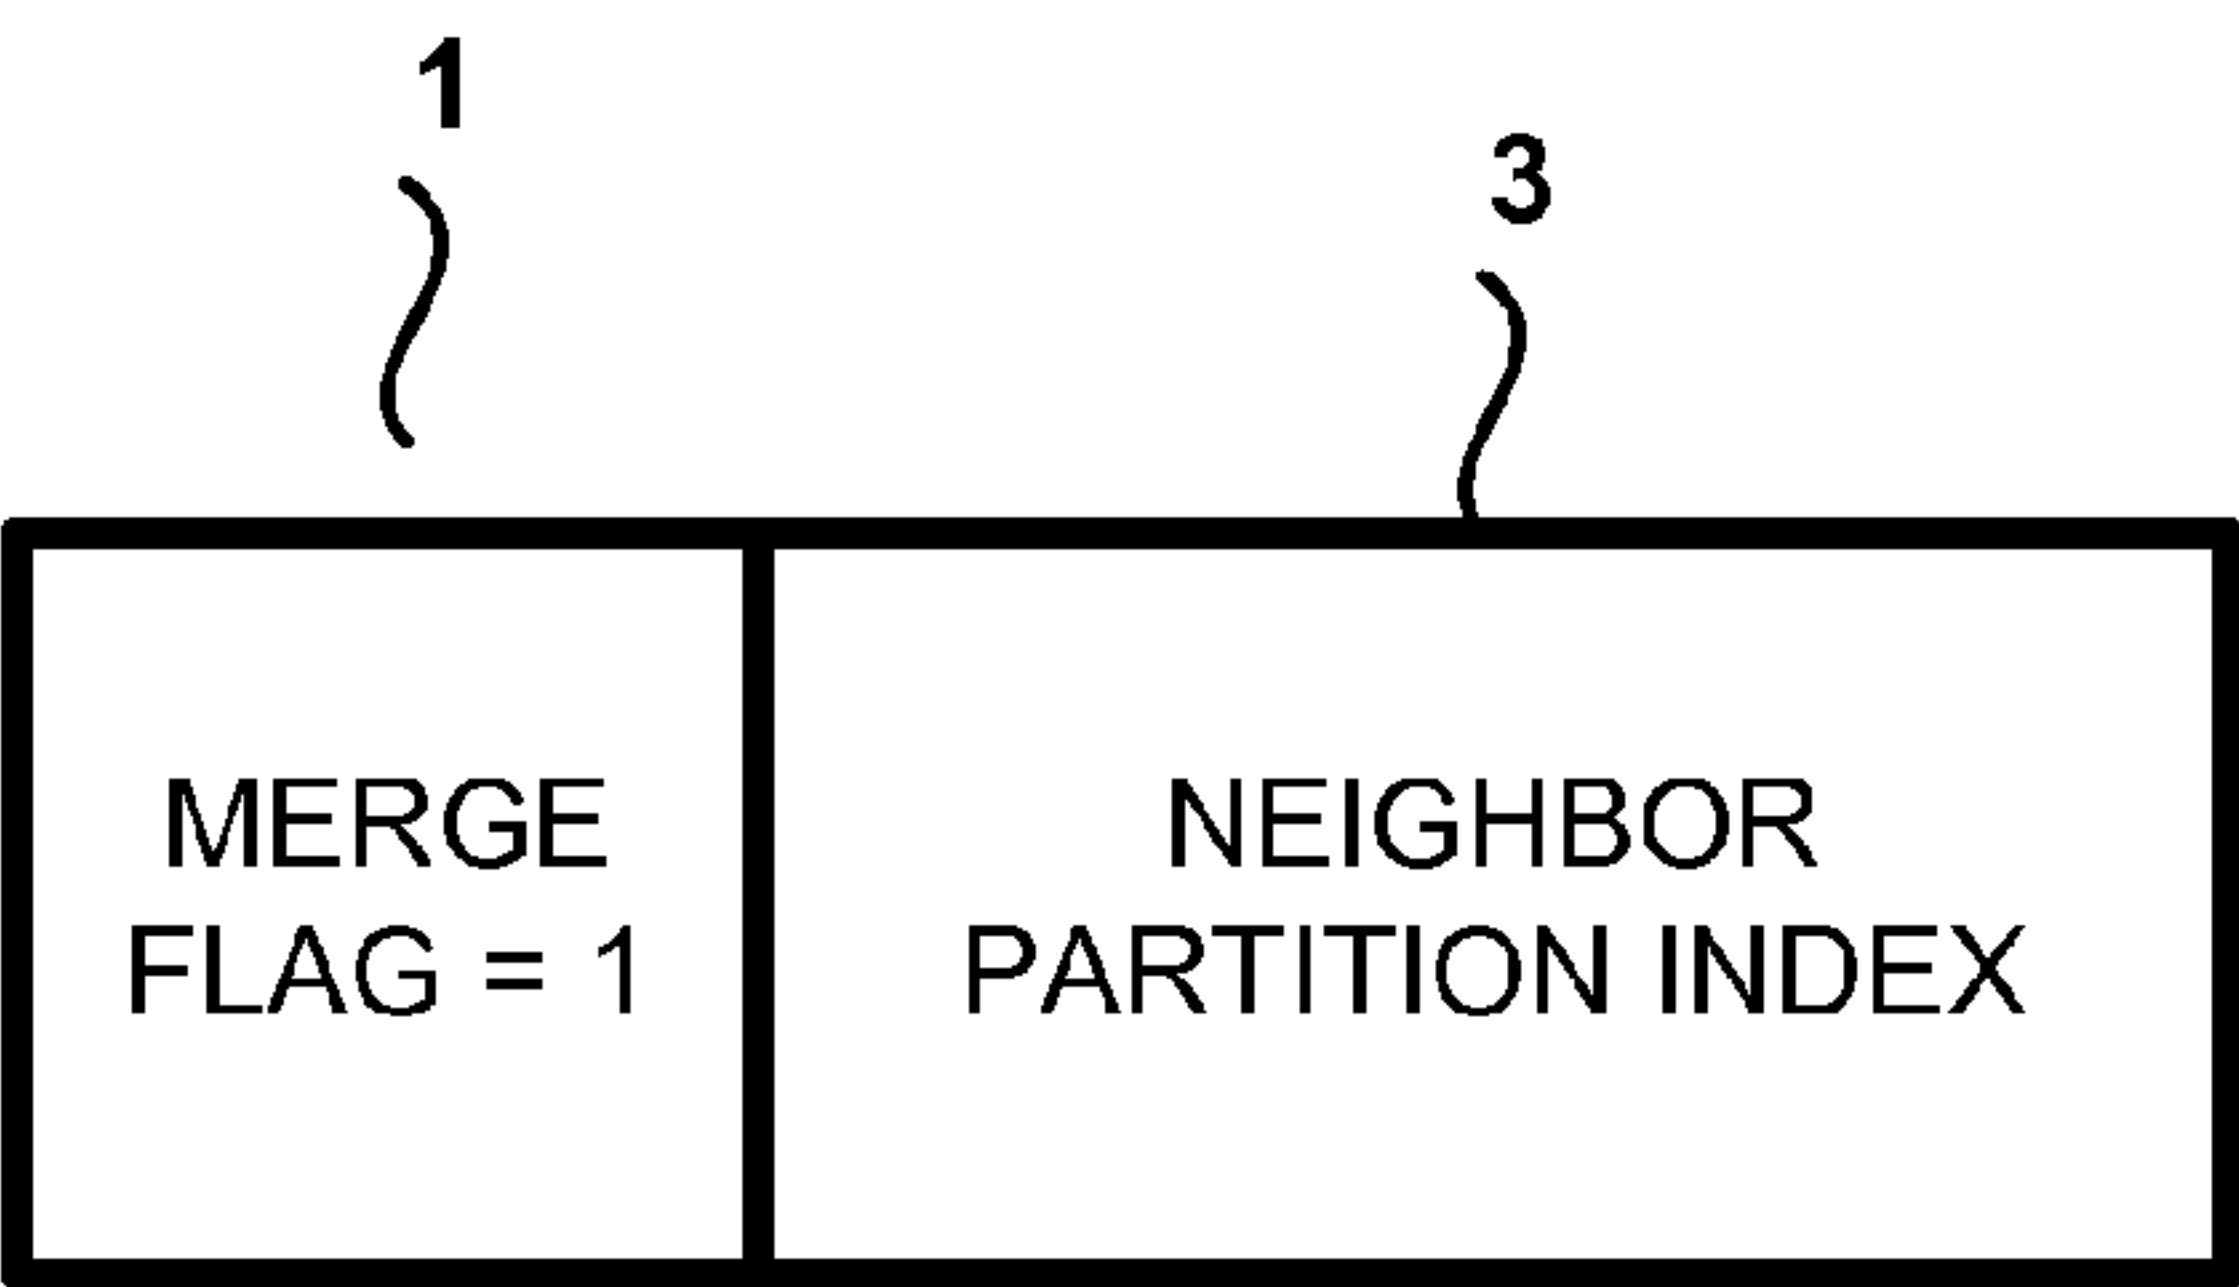 1
3
MERGE
FLAG = 1
NEIGHBOR
PARTITION INDEX